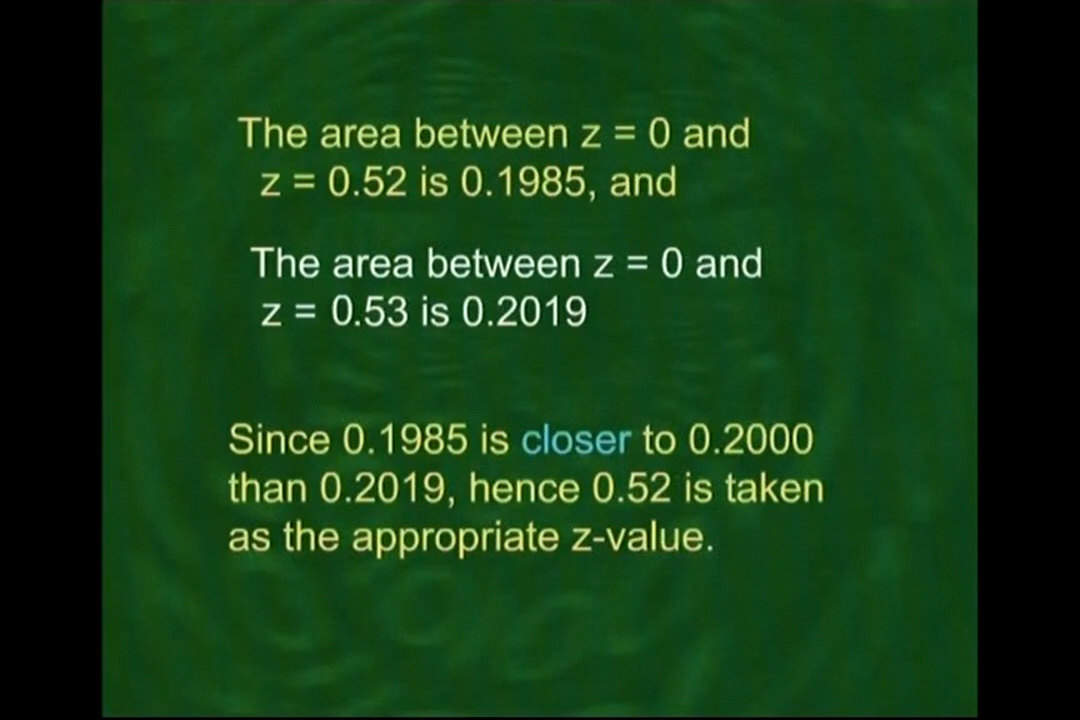 The area between z = 0 and
z = 0.52 is 0.1985, and
The area between z = 0 and
z = 0.53 is 0.2019
Since 0.1985 is closer to 0.2000
than 0.2019, hence 0.52 is taken
as the appropriate z-value.